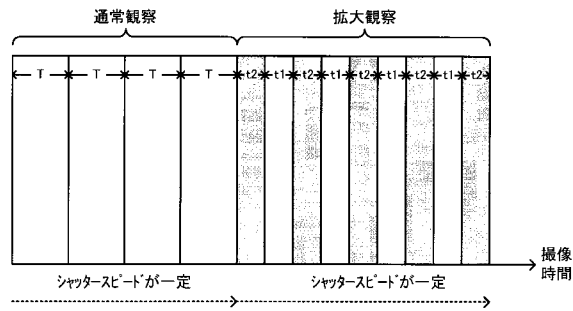 通常観察
拡大観察
T T T T t2 t1 t2 t1 t2 t1 t2 t1 t2
シャッタースピードが一定
シャッタースピードが一定
撮像
時間